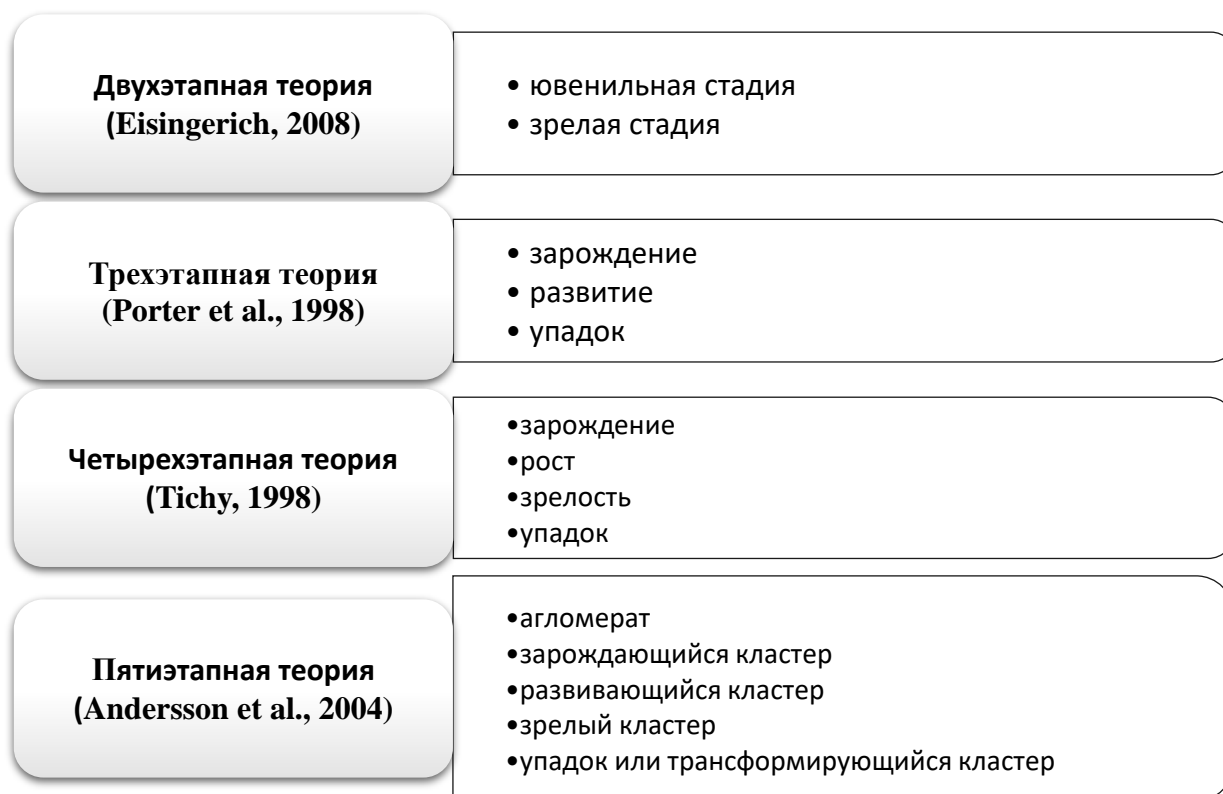 Двухэтапная теория
(Eisingerich, 2008)
• ювенильная стадия
• зрелая стадия
Трехэтапная теория
(Porter et al., 1998)
• зарождение
• развитие
• упадок
Четырехэтапная теория
(Tichy, 1998)
•зарождение
•рост
•зрелость
•упадок
Пятиэтапная теория
(Andersson et al., 2004)
•агломерат
•зарождающийся кластер
•развивающийся кластер
•зрелый кластер
•упадок или трансформирующийся кластер